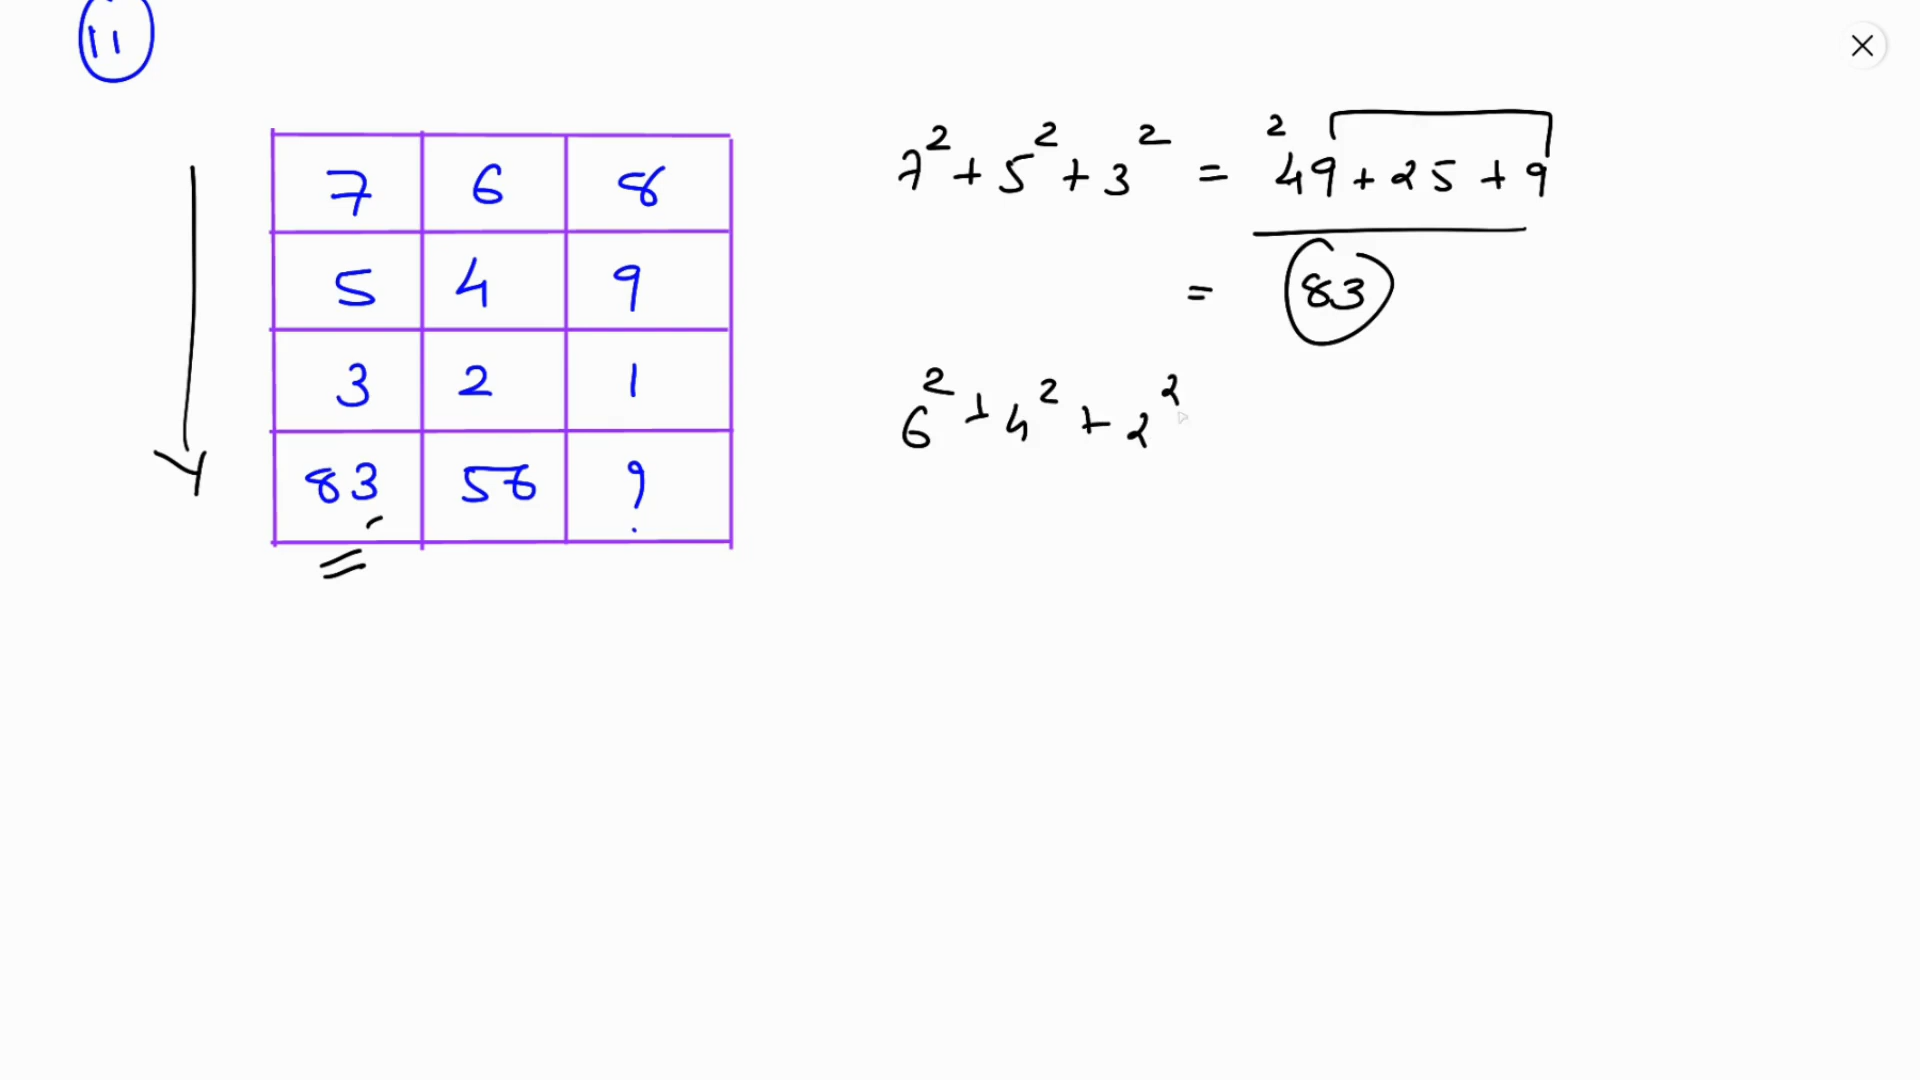 11
7 6 8
5 4 9
3 2 1
83 56 ?
7² + 5² + 3² = ²49 + 25 + 9
= 83
6² + 4² + 2²